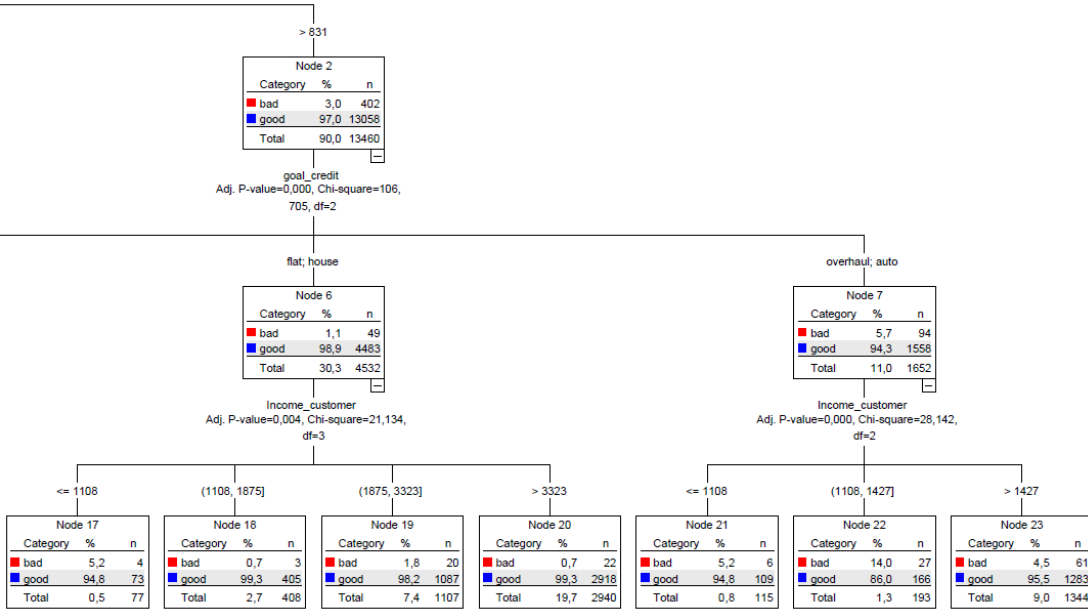 > 831
Node 2
Category % n
bad 3,0 402
good 97,0 13058
Total 90,0 13460
goal_credit
Adj. P-value=0,000, Chi-square=106,
705, df=2
flat; house
overhaul; auto
Node 6
Category % n
bad 1,1 49
good 98,9 4483
Total 30,3 4532
Node 7
Category % n
bad 5,7 94
good 94,3 1558
Total 11,0 1652
Income_customer
Adj. P-value=0,004, Chi-square=21,134,
df=3
Income_customer
Adj. P-value=0,000, Chi-square=28,142,
df=2
<= 1108
(1108, 1875]
(1875, 3323]
> 3323
<= 1108
(1108, 1427]
> 1427
Node 17
Category % n
bad 5,2 4
good 94,8 73
Total 0,5 77
Node 18
Category % n
bad 0,7 3
good 99,3 405
Total 2,7 408
Node 19
Category % n
bad 1,8 20
good 98,2 1087
Total 7,4 1107
Node 20
Category % n
bad 0,7 22
good 99,3 2918
Total 19,7 2940
Node 21
Category % n
bad 5,2 6
good 94,8 109
Total 0,8 115
Node 22
Category % n
bad 14,0 27
good 86,0 166
Total 1,3 193
Node 23
Category % n
bad 4,5 61
good 95,5 1283
Total 9,0 1344